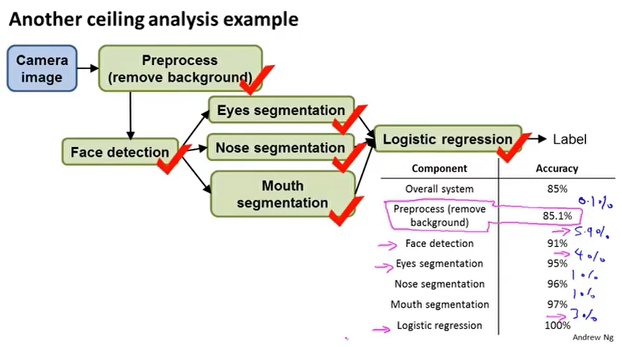 Another ceiling analysis example
Camera
image
Preprocess
(remove background)
Eyes segmentation
Face detection
Nose segmentation
Logistic regression
Label
Mouth
segmentation
Component Accuracy
Overall system 85%
0.1%
Preprocess (remove
background) 85.1%
5.9%
Face detection 91%
4%
Eyes segmentation 95%
1%
Nose segmentation 96%
1%
Mouth segmentation 97%
3%
Logistic regression 100%
Andrew Ng